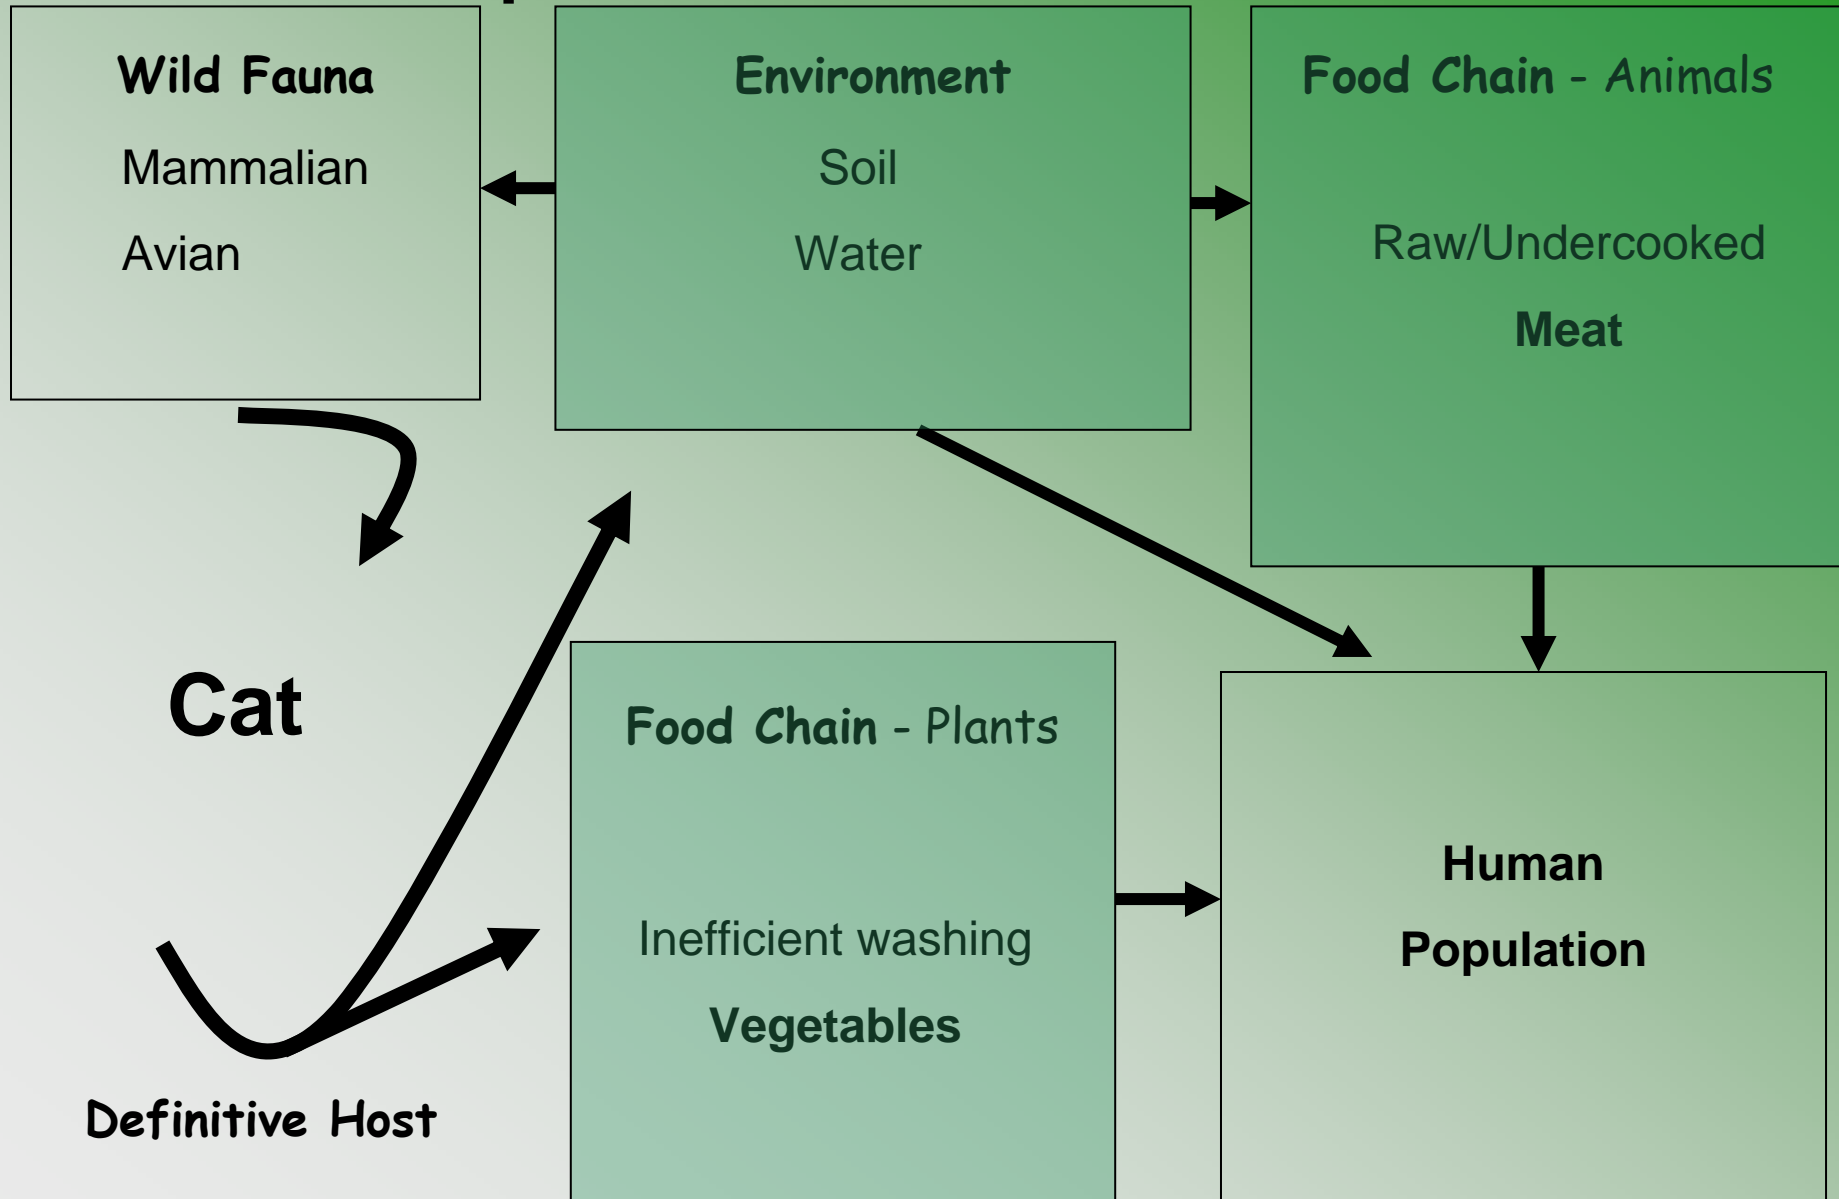 Wild Fauna
Mammalian
Avian
Environment
Soil
Water
Food Chain - Animals
Raw/Undercooked
Meat
Cat
Definitive Host
Food Chain - Plants
Inefficient washing
Vegetables
Human
Population